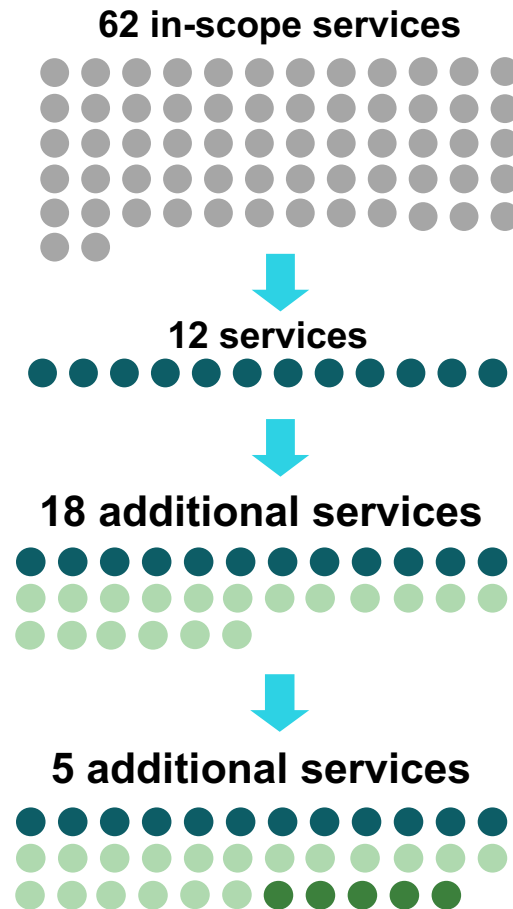 62 in-scope services
12 services
18 additional services
5 additional services